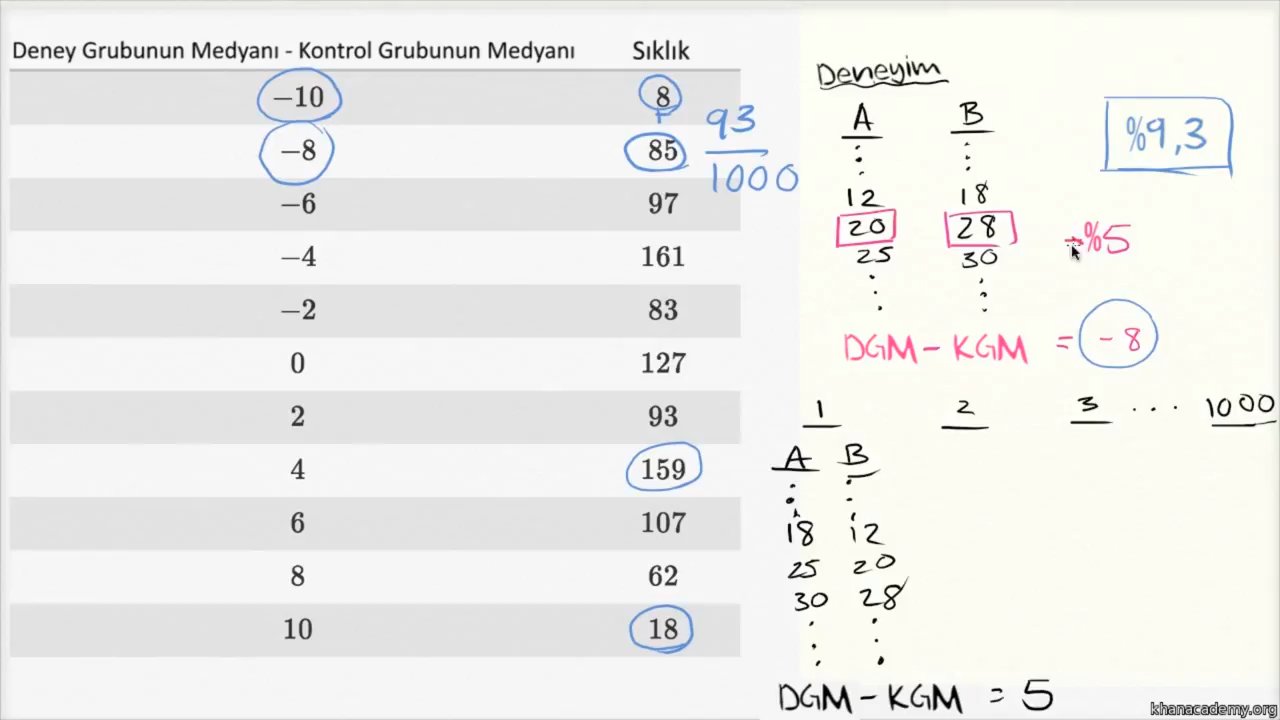 Deney Grubunun Medyanı - Kontrol Grubunun Medyanı Sıklık
−10 8
−8 85
−6 97
−4 161
−2 83
0 127
2 93
4 159
6 107
8 62
10 18
93
1000
Deneyim
A B
12 18
20 28
25 30
%9,3
%5
DGM − KGM = −8
1 2 3 ... 1000
A B
18 12
25 20
30 28
DGM − KGM = 5
khanacademy.org